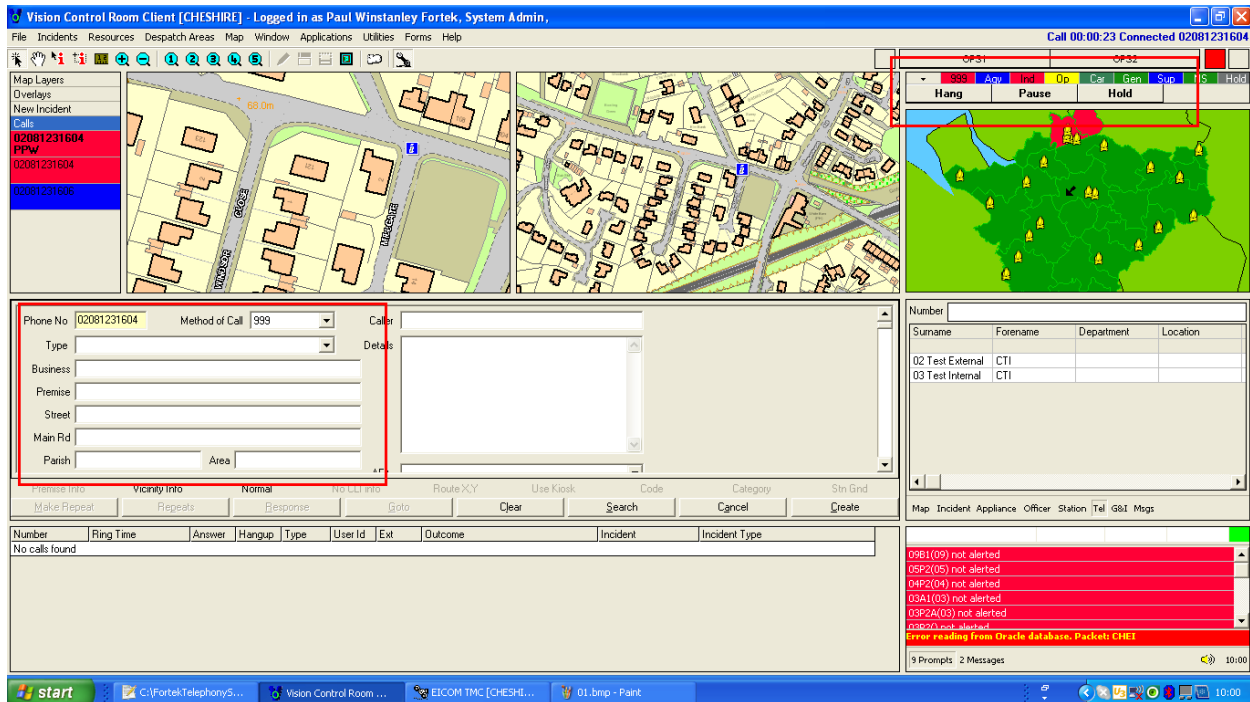 Vision Control Room Client [CHESHIRE] - Logged in as Paul Winstanley Fortek, System Admin,
File Incidents Resources Despatch Areas Map Window Applications Utilities Forms Help
Call 00:00:23 Connected 02081231604
OP31 OP32
Map Layers
Overlays
New Incident
Calls
02081231604
PPW
02081231604
68.0m
CLOSE
WINDSOR
999 Agy Ind Op Car Gen Sup NS Hold
Hang Pause Hold
Phone No 02081231604 Method of Call 999 Caller
Type Details
Business
Premise
Street
Main Rd
Parish Area
Premise Info Vicinity Info Normal No CLI info Route X,Y Use Kiosk Code Category Stn Gnd
Make Repeat Repeats Response Goto Clear Search Cancel Create
Number
Surname Forename Department Location
02 Test External CTI
03 Test Internal CTI
Map Incident Appliance Officer Station Tel G&I Msgs
Number Ring Time Answer Hangup Type User Id Ext Outcome Incident Incident Type
No calls found
09B1(09) not alerted
05P2(05) not alerted
04P2(04) not alerted
03A1(03) not alerted
03P2A(03) not alerted
03P2() not alerted
Error reading from Oracle database. Packet: CHEI
9 Prompts 2 Messages 10:00
start C:\FortekTelephonyS... Vision Control Room ... EICOM TMC [CHESHI... 01.bmp - Paint 10:00